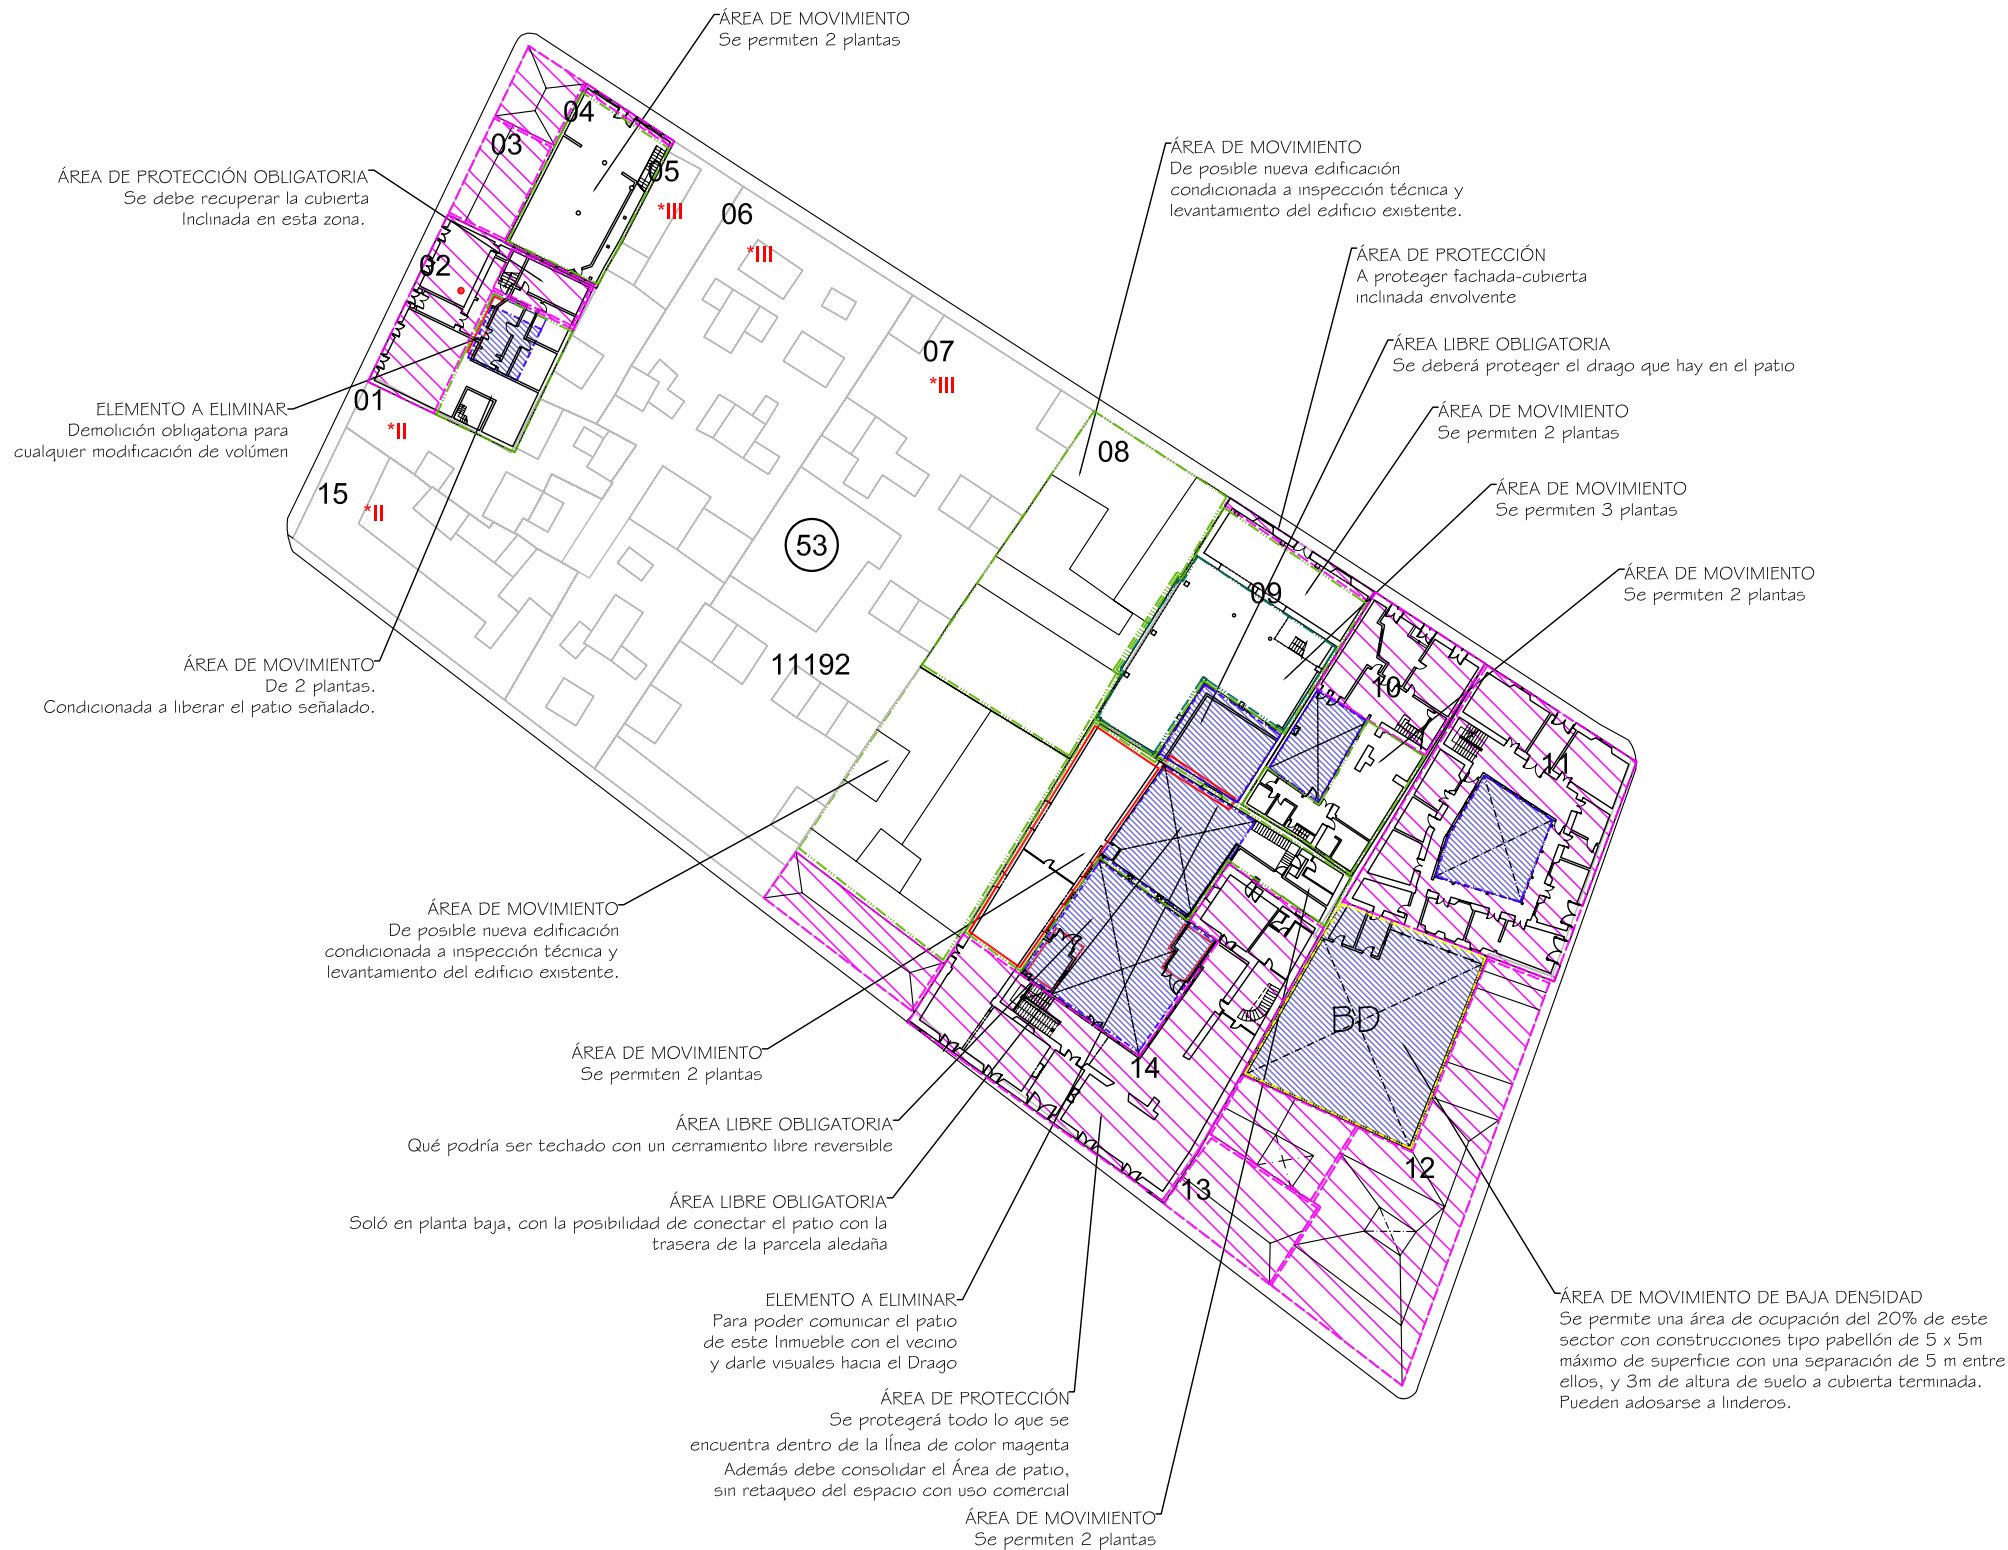 ÁREA DE MOVIMIENTO
Se permiten 2 plantas
04
03
05
*III
06
*III
ÁREA DE PROTECCIÓN OBLIGATORIA
Se debe recuperar la cubierta
Inclinada en esta zona.
02
ÁREA DE MOVIMIENTO
De posible nueva edificación
condicionada a inspección técnica y
levantamiento del edificio existente.
ÁREA DE PROTECCIÓN
A proteger fachada-cubierta
inclinada envolvente
ÁREA LIBRE OBLIGATORIA
Se deberá proteger el drago que hay en el patio
07
*III
ELEMENTO A ELIMINAR
Demolición obligatoria para
cualquier modificación de volúmen
01
*II
ÁREA DE MOVIMIENTO
Se permiten 2 plantas
08
15
*II
ÁREA DE MOVIMIENTO
Se permiten 3 plantas
53
ÁREA DE MOVIMIENTO
Se permiten 2 plantas
09
11192
ÁREA DE MOVIMIENTO
De 2 plantas.
Condicionada a liberar el patio señalado.
10
11
ÁREA DE MOVIMIENTO
De posible nueva edificación
condicionada a inspección técnica y
levantamiento del edificio existente.
BD
ÁREA DE MOVIMIENTO
Se permiten 2 plantas
14
ÁREA LIBRE OBLIGATORIA
Qué podría ser techado con un cerramiento libre reversible
12
13
ÁREA LIBRE OBLIGATORIA
Soló en planta baja, con la posibilidad de conectar el patio con la
trasera de la parcela aledaña
ELEMENTO A ELIMINAR
Para poder comunicar el patio
de este Inmueble con el vecino
y darle visuales hacia el Drago
ÁREA DE MOVIMIENTO DE BAJA DENSIDAD
Se permite una área de ocupación del 20% de este
sector con construcciones tipo pabellón de 5 x 5m
máximo de superficie con una separación de 5 m entre
ellos, y 3m de altura de suelo a cubierta terminada.
Pueden adosarse a linderos.
ÁREA DE PROTECCIÓN
Se protegerá todo lo que se
encuentra dentro de la lÍnea de color magenta
Además debe consolidar el Área de patio,
sin retaqueo del espacio con uso comercial
ÁREA DE MOVIMIENTO
Se permiten 2 plantas